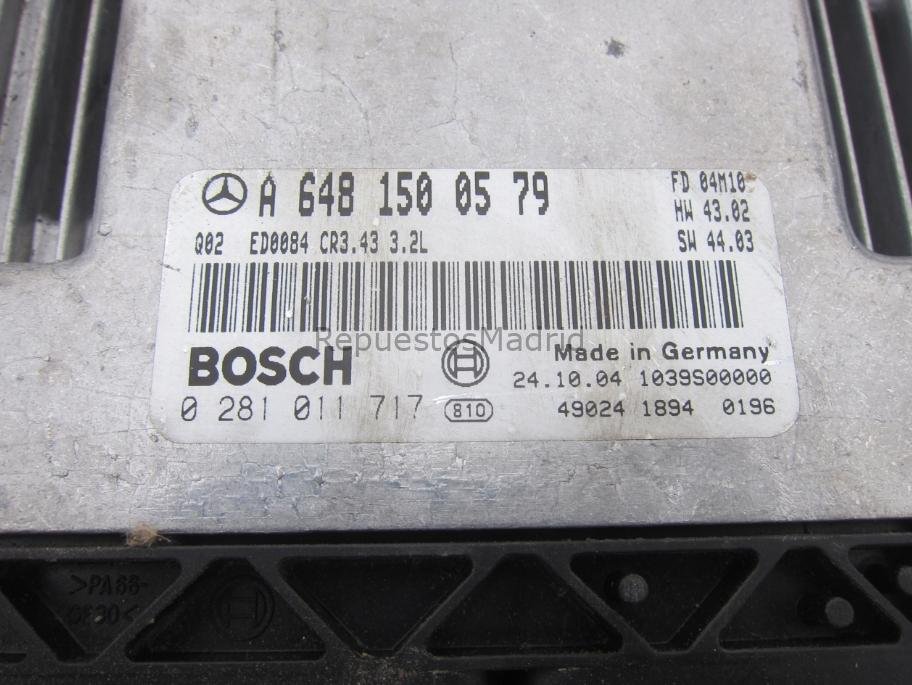 A 648 150 05 79
FD 04M10
HW 43.02
Q02 ED0084 CR3.43 3.2L
SW 44.03
RepuestosMadrid
BOSCH
Made in Germany
24.10.04 1039S00000
0 281 011 717 810
49024 1894 0196
>PA66-
GF30<